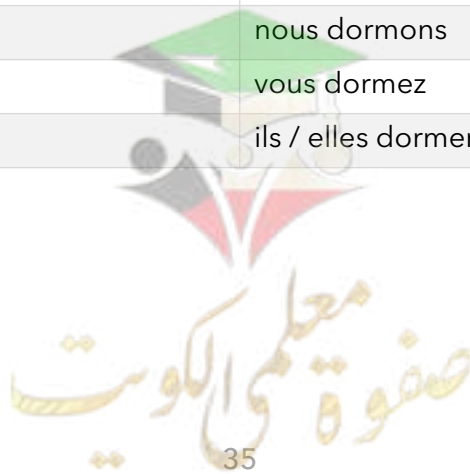 nous dormons
vous dormez
ils / elles dormen
صفوة معلمي الكويت
35